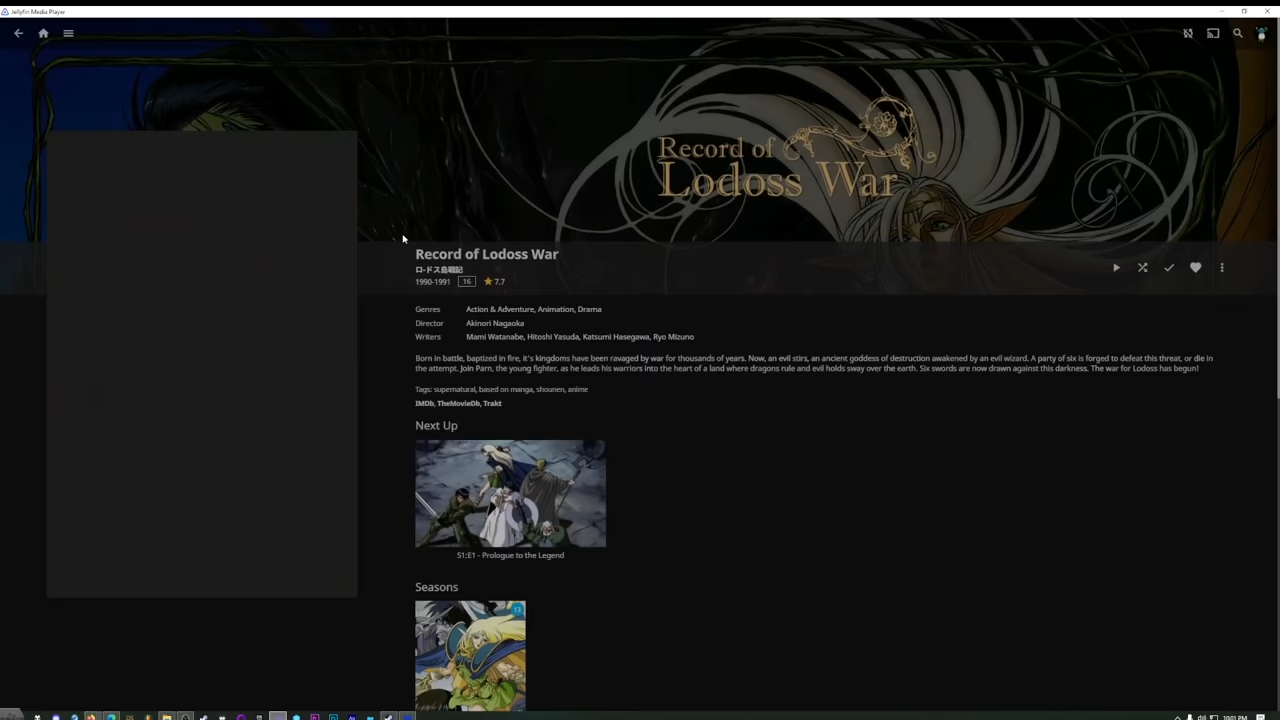 Jellyfin Media Player
Record of
Lodoss War
Record of Lodoss War
ロードス島戦記
1990-1991 16 7.7
Genres Action & Adventure, Animation, Drama
Director Akinori Nagaoka
Writers Mami Watanabe, Hitoshi Yasuda, Katsumi Hasegawa, Ryo Mizuno
Born in battle, baptized in fire, it's kingdoms have been ravaged by war for thousands of years. Now, an evil stirs, an ancient goddess of destruction awakened by an evil wizard. A party of six is forged to defeat this threat, or die in
the attempt. Join Parn, the young fighter, as he leads his warriors into the heart of a land where dragons rule and evil holds sway over the earth. Six swords are now drawn against this darkness. The war for Lodoss has begun!
Tags: supernatural, based on manga, shounen, anime
IMDb, TheMovieDb, Trakt
Next Up
S1:E1 - Prologue to the Legend
Seasons
13
10:01 PM